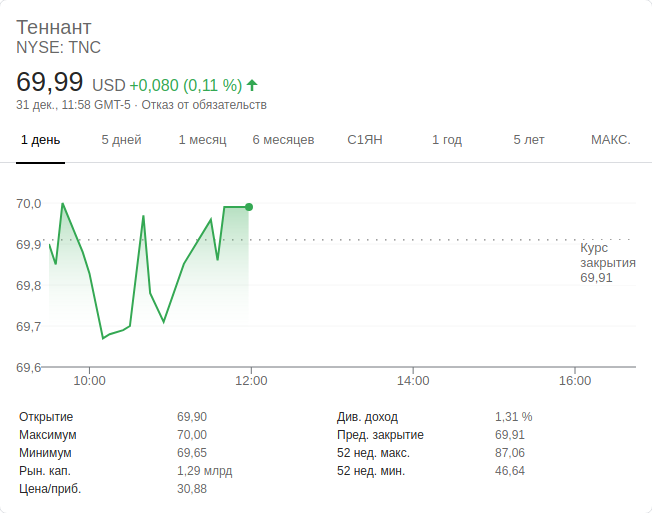 Теннант
NYSE: TNC
69,99 USD +0,080 (0,11 %)
31 дек., 11:58 GMT-5 · Отказ от обязательств
1 день 5 дней 1 месяц 6 месяцев С1ЯН 1 год 5 лет МАКС.
70,0
69,9
69,8
69,7
69,6
Курс
закрытия
69,91
10:00 12:00 14:00 16:00
Открытие 69,90
Максимум 70,00
Минимум 69,65
Рын. кап. 1,29 млрд
Цена/приб. 30,88
Див. доход 1,31 %
Пред. закрытие 69,91
52 нед. макс. 87,06
52 нед. мин. 46,64